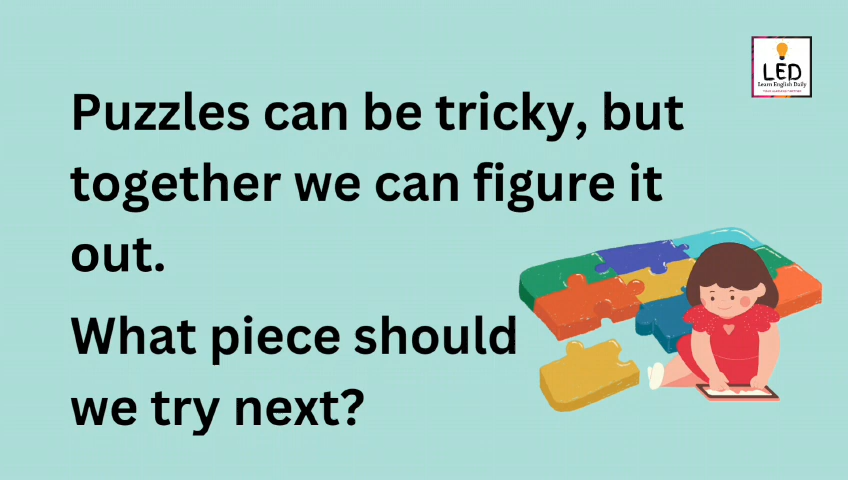 LED
Learn English Daily
Puzzles can be tricky, but
together we can figure it
out.
What piece should
we try next?